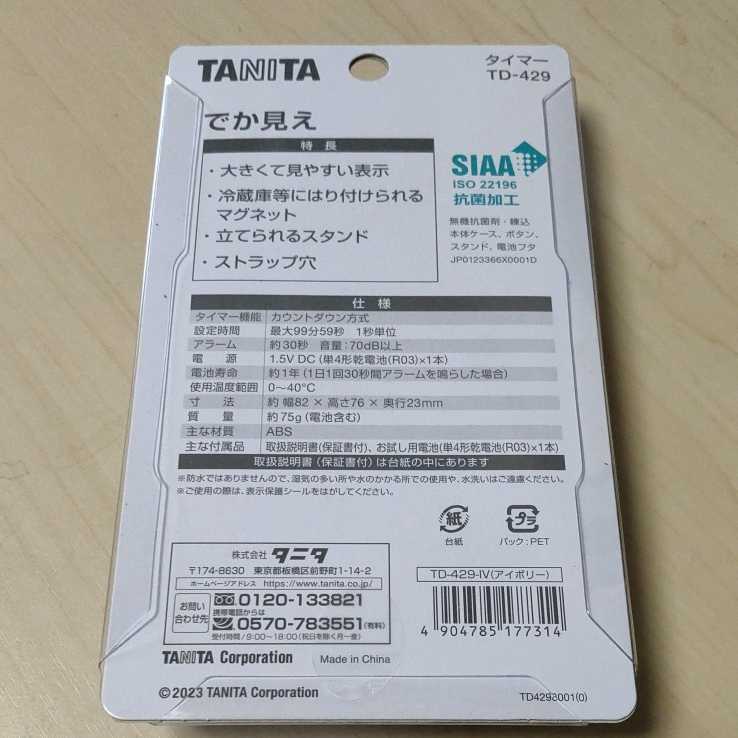 TANITA
タイマー
TD-429
でか見え
特長
・大きくて見やすい表示
・冷蔵庫等にはり付けられる
マグネット
・立てられるスタンド
・ストラップ穴
SIAA
ISO 22196
抗菌加工
無機抗菌剤・練込
本体ケース、ボタン、
スタンド、電池フタ
JP0123366X0001D
仕様
タイマー機能 カウントダウン方式
設定時間 最大99分59秒 1秒単位
アラーム 約30秒 音量:70dB以上
電源 1.5V DC(単4形乾電池(R03)×1本)
電池寿命 約1年(1日1回30秒間アラームを鳴らした場合)
使用温度範囲 0〜40℃
寸法 約 幅82×高さ76×奥行23mm
質量 約75g(電池含む)
主な材質 ABS
主な付属品 取扱説明書(保証書付)、お試し用電池(単4形乾電池(R03)×1本)
取扱説明書(保証書付)は台紙の中にあります
※防水ではありませんので、湿気の多い所や水のかかる所での使用や、水洗いはご遠慮ください。
※ご使用の際は、表示保護シールをはがしてください。
紙
台紙
プラ
パック:PET
株式会社タニタ
〒174-8630 東京都板橋区前野町1-14-2
ホームページアドレス https://www.tanita.co.jp/
お問い
合わせ先
0120-133821
携帯電話からは
0570-783551(有料)
受付時間/9:00〜18:00(祝日を除く月〜金)
TD-429-IV(アイボリー)
4 904785 177314
TANITA Corporation
Made in China
©2023 TANITA Corporation
TD4298001(0)